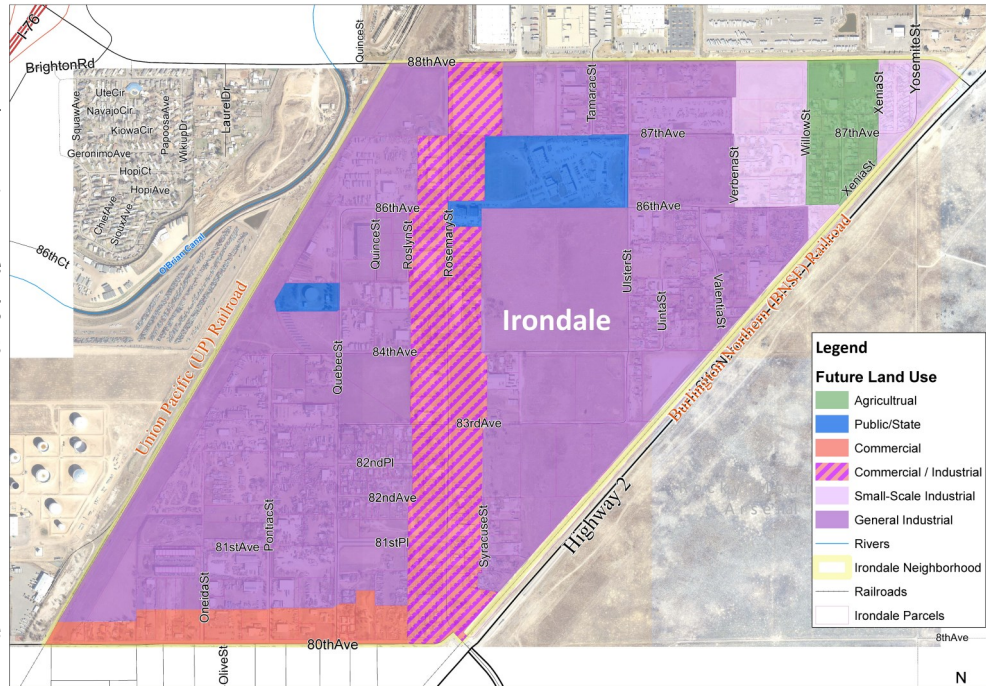 I-76
BrightonRd
SquawAve
UteCir
NavajoCir
KiowaCir
PapooseAve
WikiupDr
LaurelDr
GeronimoAve
HopiCt
HopiAve
ChiefAve
SiouxAve
86thCt
O'BrianCanal
QuinceSt
88thAve
TamaracSt
YosemiteSt
XeniaSt
WillowSt
87thAve
87thAve
VerbenaSt
XeniaSt
86thAve
86thAve
QuinceSt
RoslynSt
RosemarySt
UlsterSt
UintaSt
ValentiaSt
Irondale
Union Pacific (UP) Railroad
Burlington Northern (BNSF) Railroad
QuebecSt
84thAve
83rdAve
82ndPl
82ndAve
81stPl
81stAve
PontiacSt
SyracuseSt
OneidaSt
Highway 2
80thAve
OliveSt
8thAve
N
Legend
Future Land Use
Agricultrual
Public/State
Commercial
Commercial / Industrial
Small-Scale Industrial
General Industrial
Rivers
Irondale Neighborhood
Railroads
Irondale Parcels